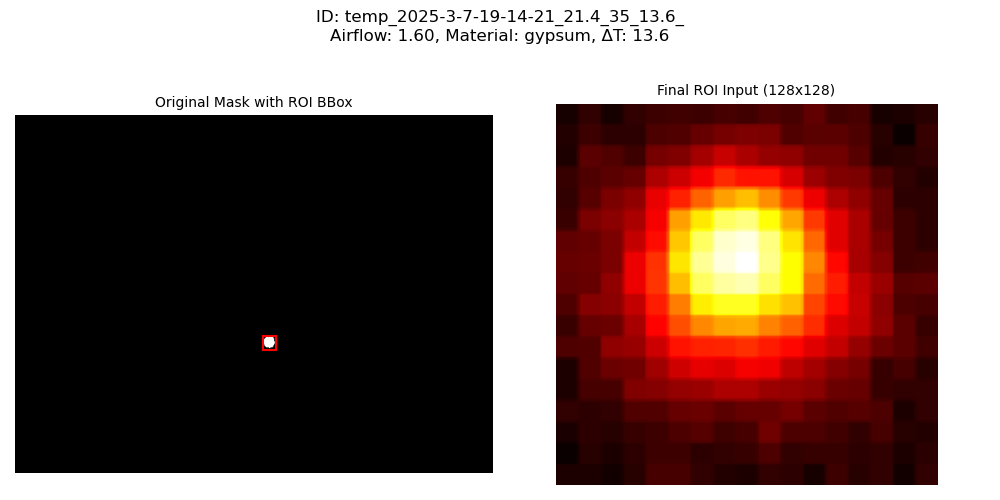 ID: temp_2025-3-7-19-14-21_21.4_35_13.6_
Airflow: 1.60, Material: gypsum, ΔT: 13.6
Original Mask with ROI BBox
Final ROI Input (128x128)